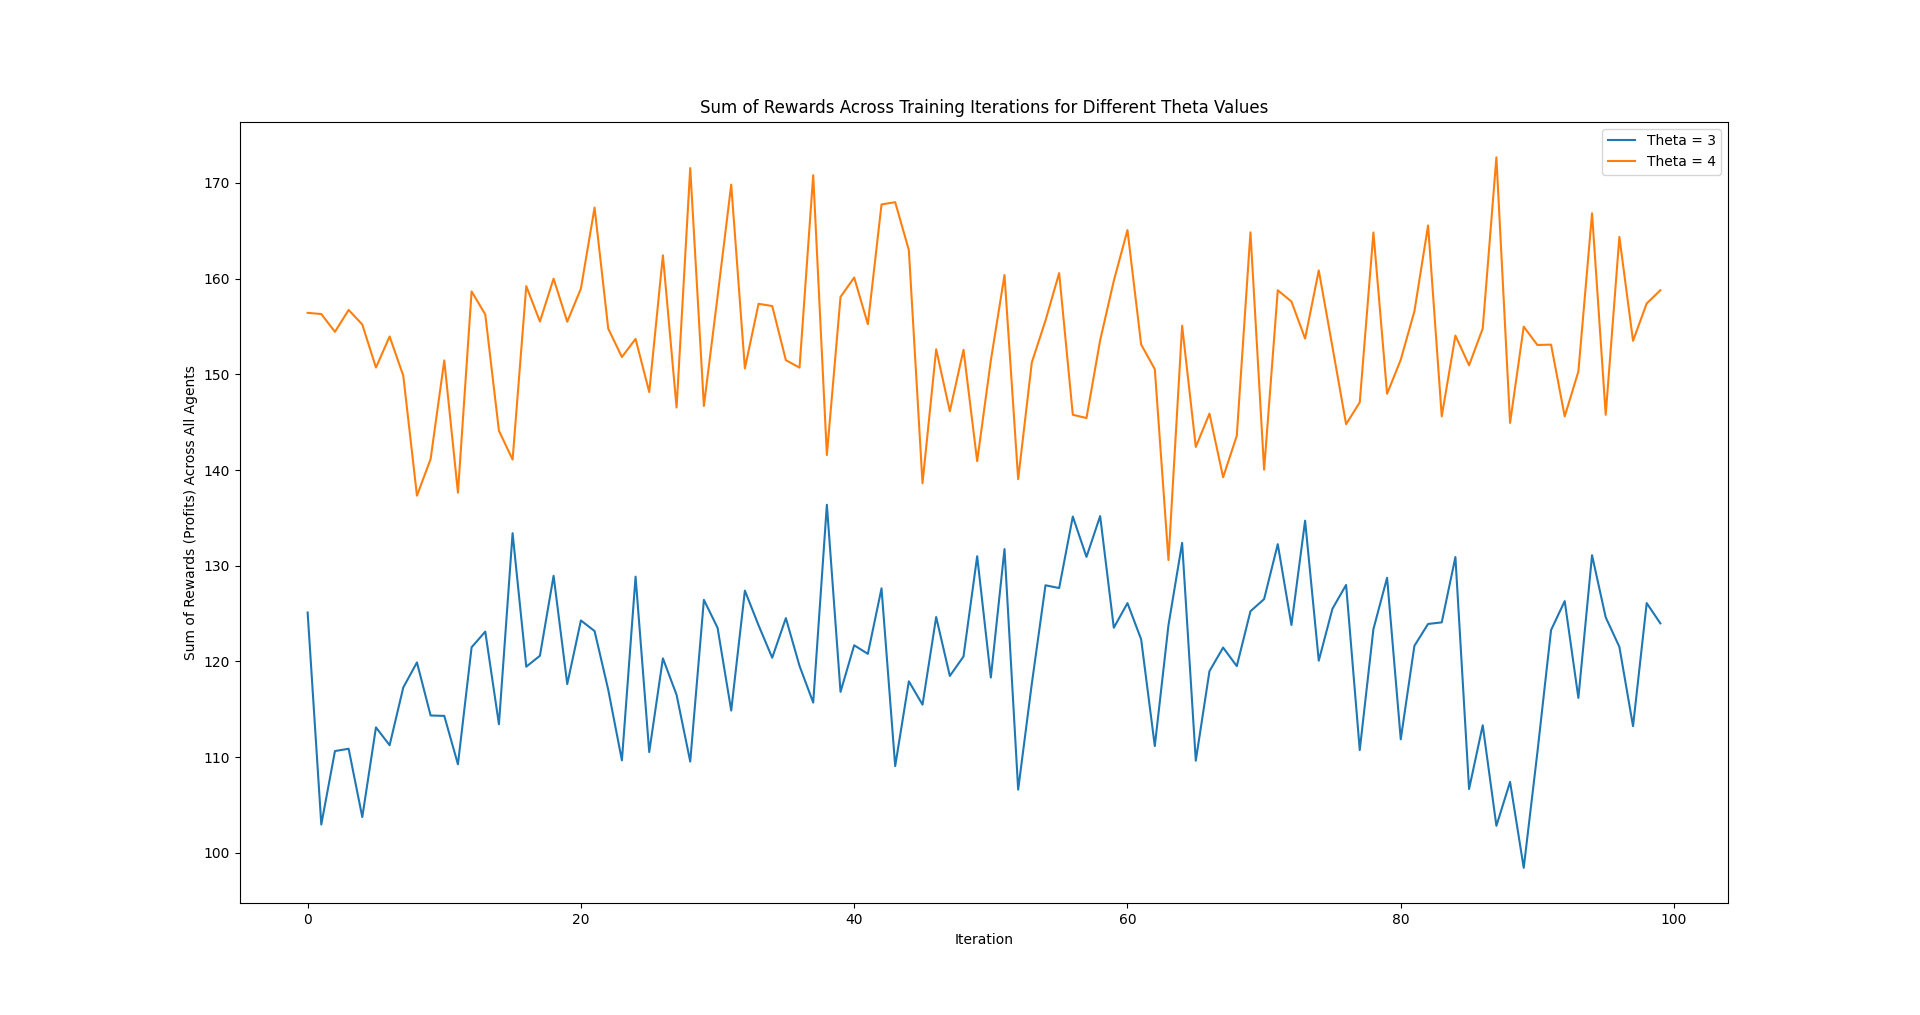 Sum of Rewards Across Training Iterations for Different Theta Values
Theta = 3
Theta = 4
170
160
150
140
130
120
110
100
Sum of Rewards (Profits) Across All Agents
0 20 40 60 80 100
Iteration